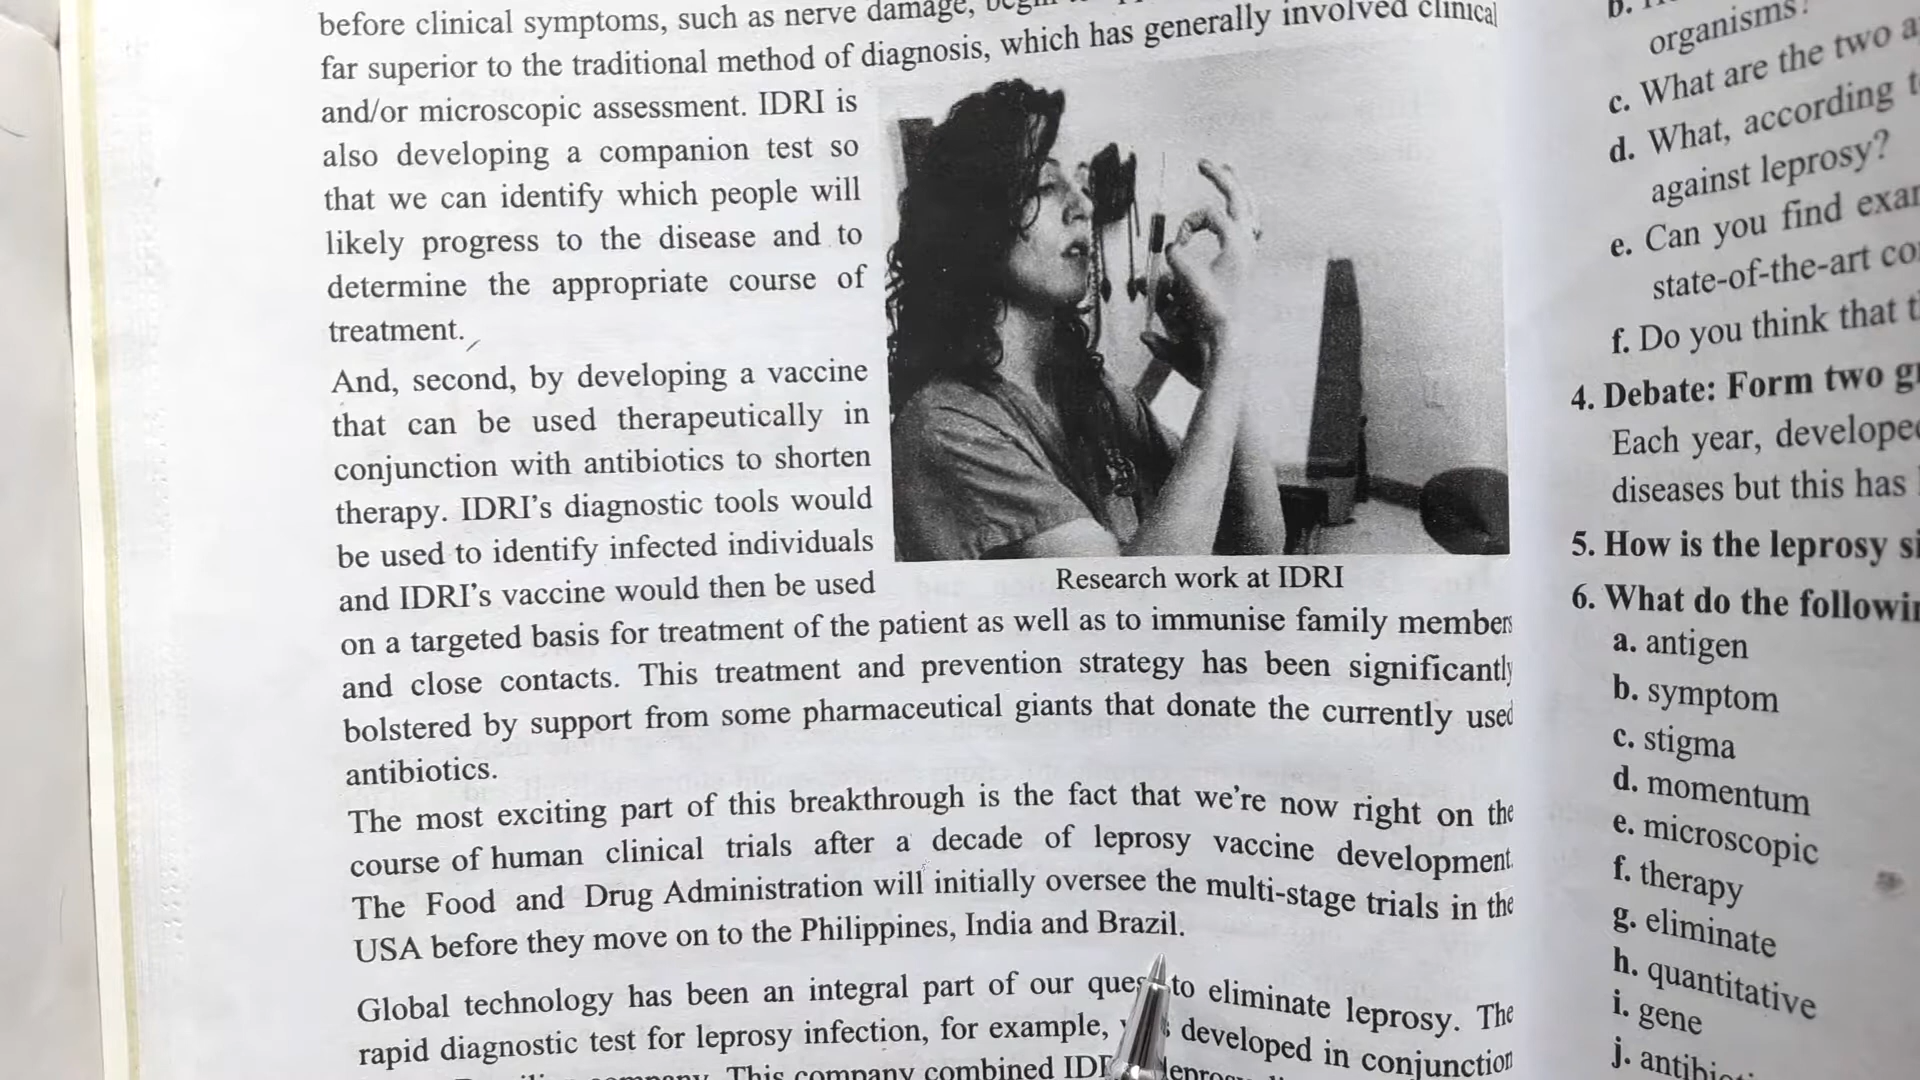 before clinical symptoms, such as nerve damage,
far superior to the traditional method of diagnosis, which has generally involved clinical
and/or microscopic assessment. IDRI is
also developing a companion test so
that we can identify which people will
likely progress to the disease and to
determine the appropriate course of
treatment.
And, second, by developing a vaccine
that can be used therapeutically in
conjunction with antibiotics to shorten
therapy. IDRI's diagnostic tools would
be used to identify infected individuals
and IDRI's vaccine would then be used
Research work at IDRI
on a targeted basis for treatment of the patient as well as to immunise family members
and close contacts. This treatment and prevention strategy has been significantly
bolstered by support from some pharmaceutical giants that donate the currently used
antibiotics.
The most exciting part of this breakthrough is the fact that we're now right on the
course of human clinical trials after a decade of leprosy vaccine development.
The Food and Drug Administration will initially oversee the multi-stage trials in the
USA before they move on to the Philippines, India and Brazil.
Global technology has been an integral part of our to eliminate leprosy. The
rapid diagnostic test for leprosy infection, for example, developed in conjunction
company. This company combined
b.
organisms?
c. What are the two
d. What, according
against leprosy?
e. Can you find
state-of-the-art
f. Do you think that
4. Debate: Form two
Each year,
diseases but this has
5. How is the leprosy
6. What do the
a. antigen
b. symptom
c. stigma
d. momentum
e. microscopic
f. therapy
g. eliminate
h. quantitative
i. gene
j.